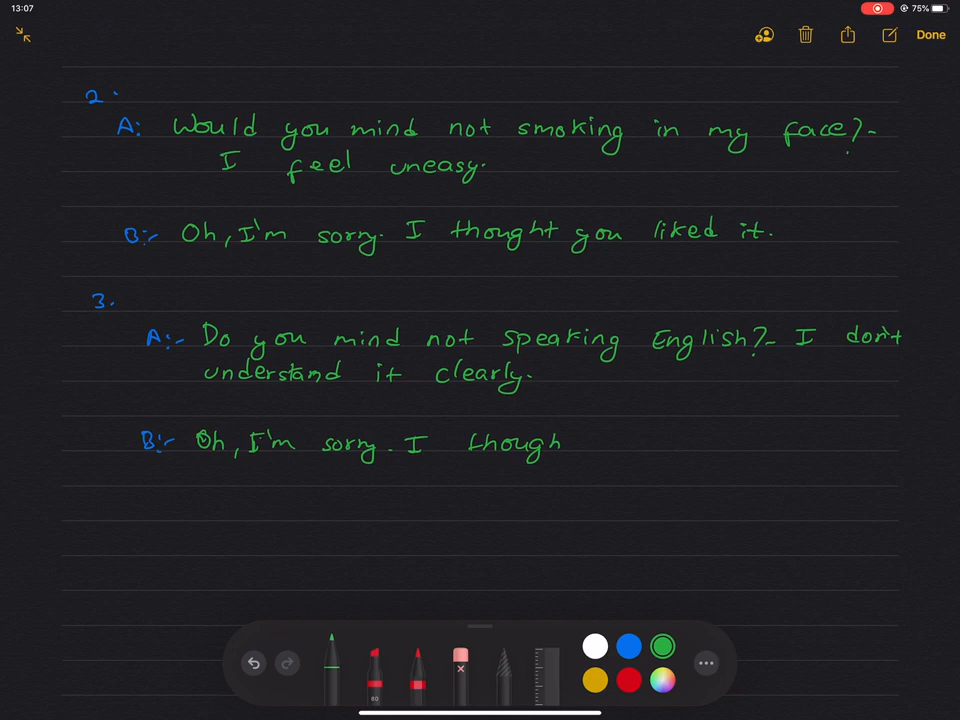 13:07
75%
Done
2.
A: Would you mind not smoking in my face?-
I feel uneasy.
B:- Oh, I'm sorry. I thought you liked it.
3.
A:- Do you mind not speaking English?- I don't
understand it clearly.
B:- Oh, I'm sorry. I though
80